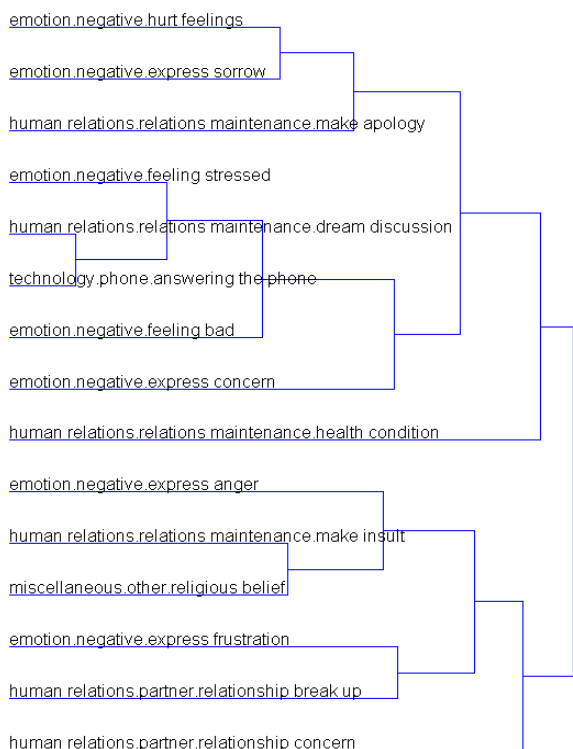 emotion.negative.hurt feelings
emotion.negative.express sorrow
human relations.relations maintenance.make apology
emotion.negative.feeling stressed
human relations.relations maintenance.dream discussion
technology.phone.answering the phone
emotion.negative.feeling bad
emotion.negative.express concern
human relations.relations maintenance.health condition
emotion.negative.express anger
human relations.relations maintenance.make insult
miscellaneous.other.religious belief
emotion.negative.express frustration
human relations.partner.relationship break up
human relations.partner.relationship concern